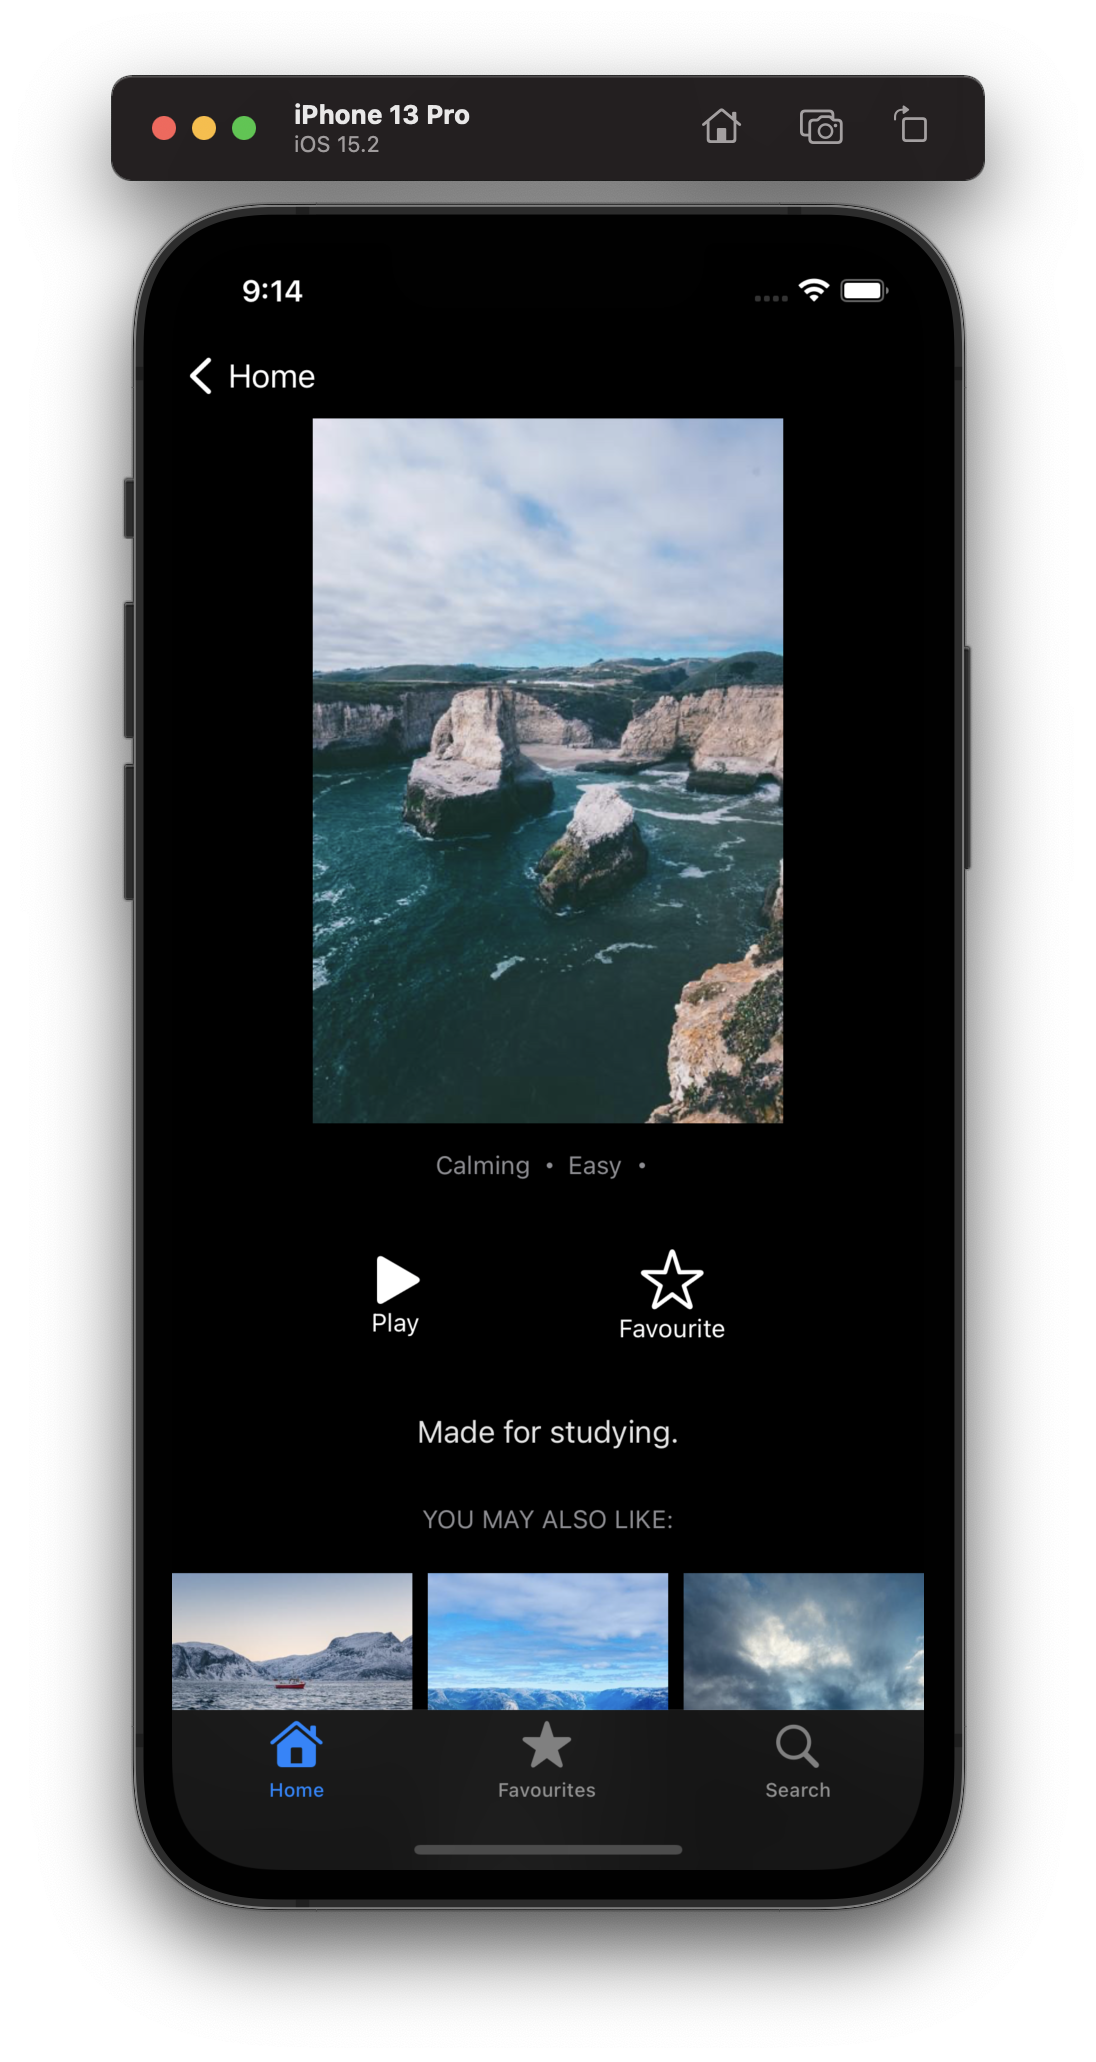 iPhone 13 Pro
iOS 15.2
9:14
Home
Calming • Easy •
Play
Favourite
Made for studying.
YOU MAY ALSO LIKE:
Home
Favourites
Search